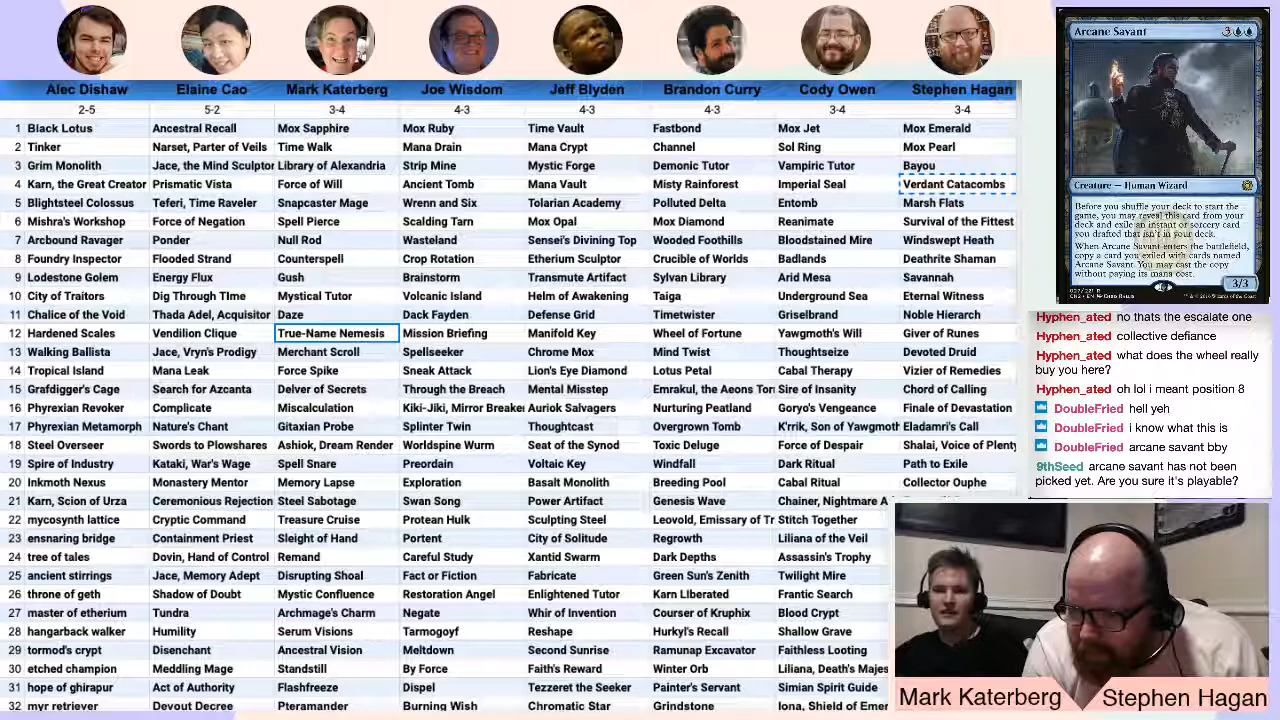 Alec Dishaw Elaine Cao Mark Katerberg Joe Wisdom Jeff Blyden Brandon Curry Cody Owen Stephen Hagan
2-5 5-2 3-4 4-3 4-3 4-3 3-4 3-4
1 Black Lotus Ancestral Recall Mox Sapphire Mox Ruby Time Vault Fastbond Mox Jet Mox Emerald
2 Tinker Narset, Parter of Veils Time Walk Mana Drain Mana Crypt Channel Sol Ring Mox Pearl
3 Grim Monolith Jace, the Mind Sculptor Library of Alexandria Strip Mine Mystic Forge Demonic Tutor Vampiric Tutor Bayou
4 Karn, the Great Creator Prismatic Vista Force of Will Ancient Tomb Mana Vault Misty Rainforest Imperial Seal Verdant Catacombs
5 Blightsteel Colossus Teferi, Time Raveler Snapcaster Mage Wrenn and Six Tolarian Academy Polluted Delta Entomb Marsh Flats
6 Mishra's Workshop Force of Negation Spell Pierce Scalding Tarn Mox Opal Mox Diamond Reanimate Survival of the Fittest
7 Arcbound Ravager Ponder Null Rod Wasteland Sensei's Divining Top Wooded Foothills Bloodstained Mire Windswept Heath
8 Foundry Inspector Flooded Strand Counterspell Crop Rotation Etherium Sculptor Crucible of Worlds Badlands Deathrite Shaman
9 Lodestone Golem Energy Flux Gush Brainstorm Transmute Artifact Sylvan Library Arid Mesa Savannah
10 City of Traitors Dig Through TIme Mystical Tutor Volcanic Island Helm of Awakening Taiga Underground Sea Eternal Witness
11 Chalice of the Void Thada Adel, Acquisitor Daze Dack Fayden Defense Grid Timetwister Griselbrand Noble Hierarch
12 Hardened Scales Vendilion Clique True-Name Nemesis Mission Briefing Manifold Key Wheel of Fortune Yawgmoth's Will Giver of Runes
13 Walking Ballista Jace, Vryn's Prodigy Merchant Scroll Spellseeker Chrome Mox Mind Twist Thoughtseize Devoted Druid
14 Tropical Island Mana Leak Force Spike Sneak Attack Lion's Eye Diamond Lotus Petal Cabal Therapy Vizier of Remedies
15 Grafdigger's Cage Search for Azcanta Delver of Secrets Through the Breach Mental Misstep Emrakul, the Aeons Torn Sire of Insanity Chord of Calling
16 Phyrexian Revoker Complicate Miscalculation Kiki-Jiki, Mirror Breaker Auriok Salvagers Nurturing Peatland Goryo's Vengeance Finale of Devastation
17 Phyrexian Metamorph Nature's Chant Gitaxian Probe Splinter Twin Thoughtcast Overgrown Tomb K'rrik, Son of Yawgmoth Eladamri's Call
18 Steel Overseer Swords to Plowshares Ashiok, Dream Render Worldspine Wurm Seat of the Synod Toxic Deluge Force of Despair Shalai, Voice of Plenty
19 Spire of Industry Kataki, War's Wage Spell Snare Preordain Voltaic Key Windfall Dark Ritual Path to Exile
20 Inkmoth Nexus Monastery Mentor Memory Lapse Exploration Basalt Monolith Breeding Pool Cabal Ritual Collector Ouphe
21 Karn, Scion of Urza Ceremonious Rejection Steel Sabotage Swan Song Power Artifact Genesis Wave Chainer, Nightmare A
22 mycosynth lattice Cryptic Command Treasure Cruise Protean Hulk Sculpting Steel Leovold, Emissary of Tr Stitch Together
23 ensnaring bridge Containment Priest Sleight of Hand Portent City of Solitude Regrowth Liliana of the Veil
24 tree of tales Dovin, Hand of Control Remand Careful Study Xantid Swarm Dark Depths Assassin's Trophy
25 ancient stirrings Jace, Memory Adept Disrupting Shoal Fact or Fiction Fabricate Green Sun's Zenith Twilight Mire
26 throne of geth Shadow of Doubt Mystic Confluence Restoration Angel Enlightened Tutor Karn Liberated Frantic Search
27 master of etherium Tundra Archmage's Charm Negate Whir of Invention Courser of Kruphix Blood Crypt
28 hangarback walker Humility Serum Visions Tarmogoyf Reshape Hurkyl's Recall Shallow Grave
29 tormod's crypt Disenchant Ancestral Vision Meltdown Second Sunrise Ramunap Excavator Faithless Looting
30 etched champion Meddling Mage Standstill By Force Faith's Reward Winter Orb Liliana, Death's Majes
31 hope of ghirapur Act of Authority Flashfreeze Dispel Tezzeret the Seeker Painter's Servant Simian Spirit Guide
32 myr retriever Devout Decree Pteramander Burning Wish Chromatic Star Grindstone Iona, Shield of Emer
Arcane Savant 3
Creature — Human Wizard
Before you shuffle your deck to start the
game, you may reveal this card from your
deck and exile an instant or sorcery card
you drafted that isn't in your deck.
When Arcane Savant enters the battlefield,
copy a card you exiled with cards named
Arcane Savant. You may cast the copy
without paying its mana cost.
3/3
Hyphen_ated no thats the escalate one
Hyphen_ated collective defiance
Hyphen_ated what does the wheel really
buy you here?
Hyphen_ated oh lol i meant position 8
DoubleFried hell yeh
DoubleFried i know what this is
DoubleFried arcane savant bby
9thSeed arcane savant has not been
picked yet. Are you sure it's playable?
Mark Katerberg Stephen Hagan